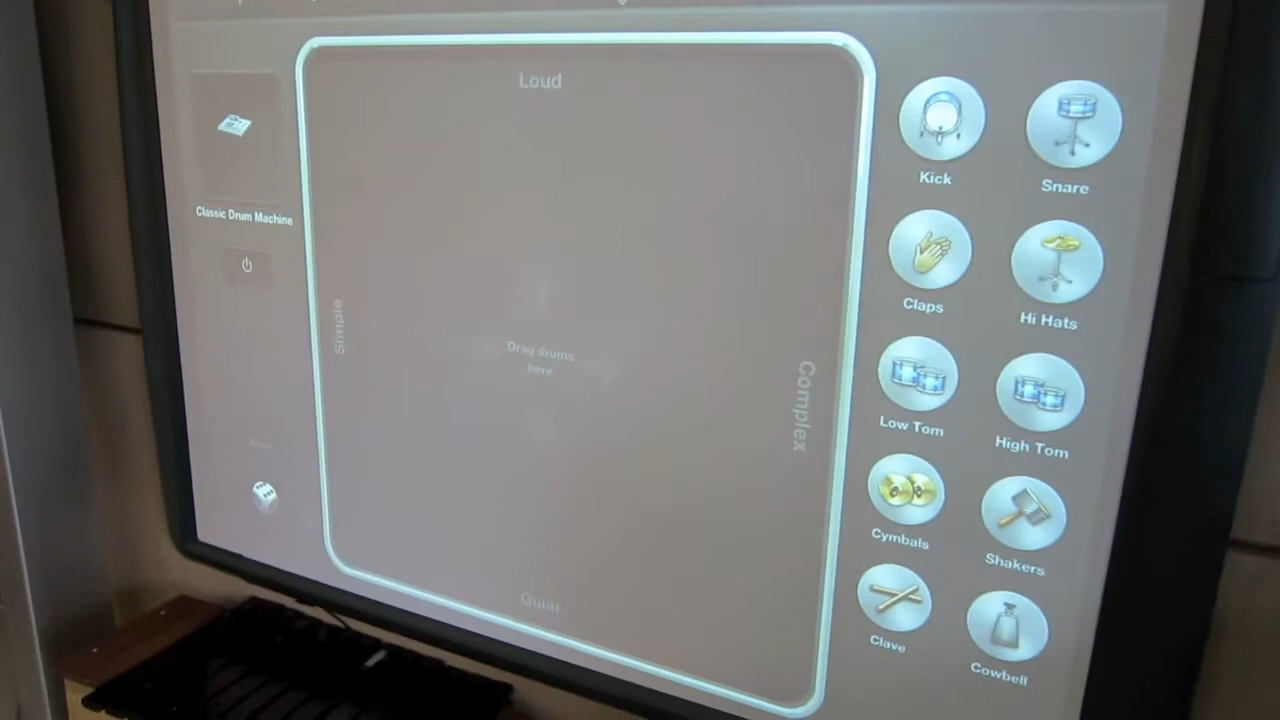 Loud
Classic Drum Machine
Simple
Drag drums
here
Complex
Quiet
Kick
Snare
Claps
Hi Hats
Low Tom
High Tom
Cymbals
Shakers
Clave
Cowbell